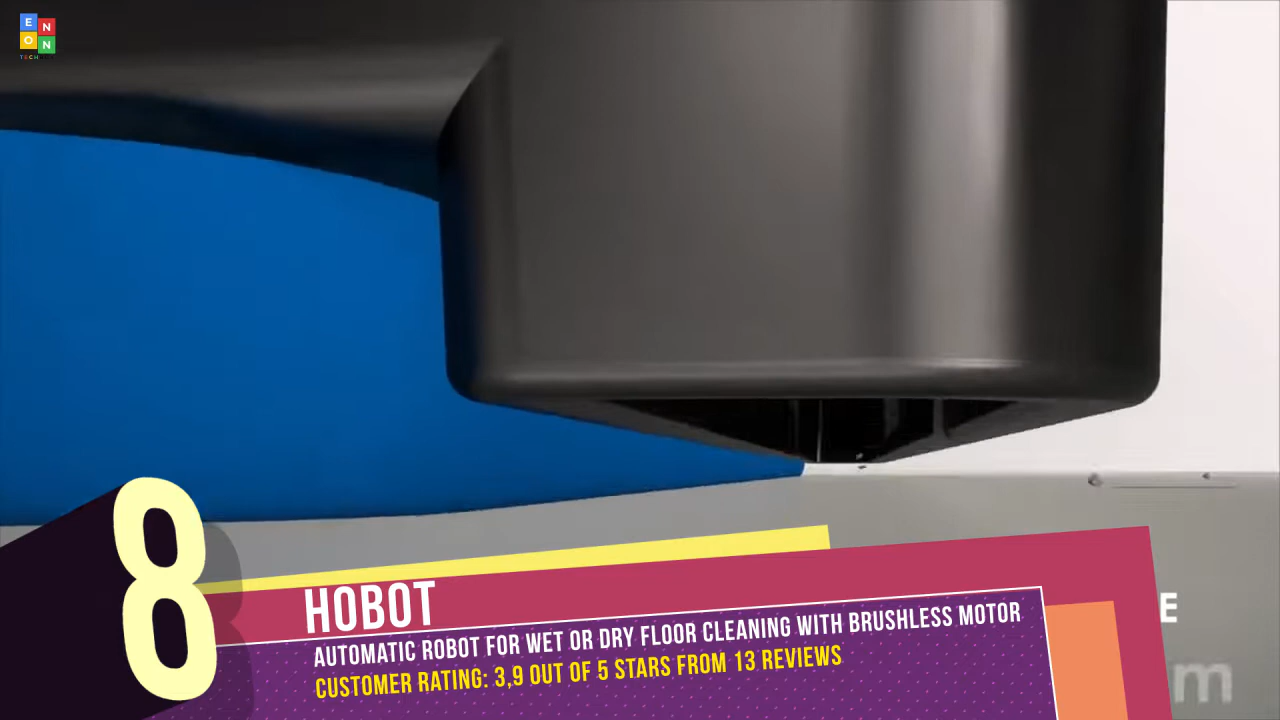 E N
O N
TECH
8
HOBOT
AUTOMATIC ROBOT FOR WET OR DRY FLOOR CLEANING WITH BRUSHLESS MOTOR
CUSTOMER RATING: 3,9 OUT OF 5 STARS FROM 13 REVIEWS
E
m